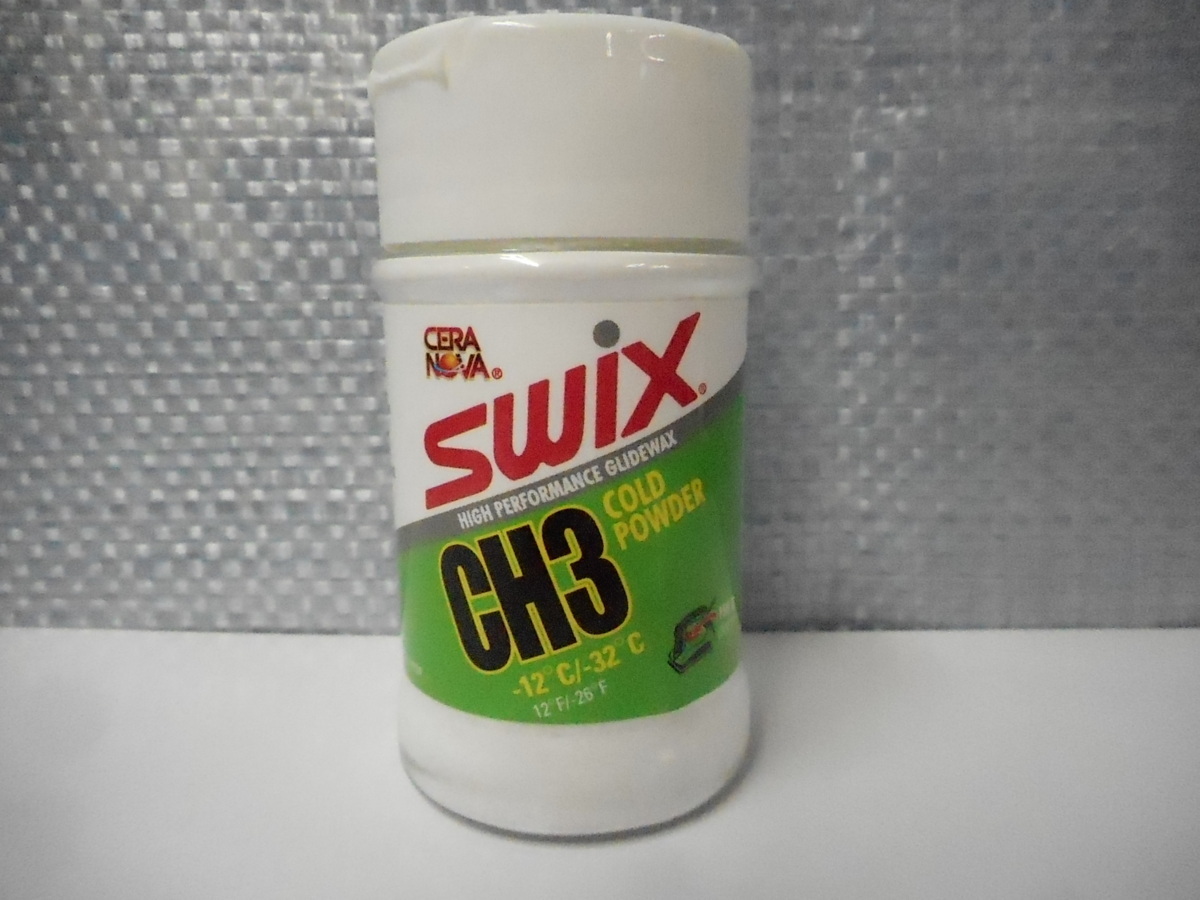 CERA
NOVA®
SWIX®
HIGH PERFORMANCE GLIDEWAX
COLD
POWDER
CH3
-12°C/-32°C
12°F/-26°F